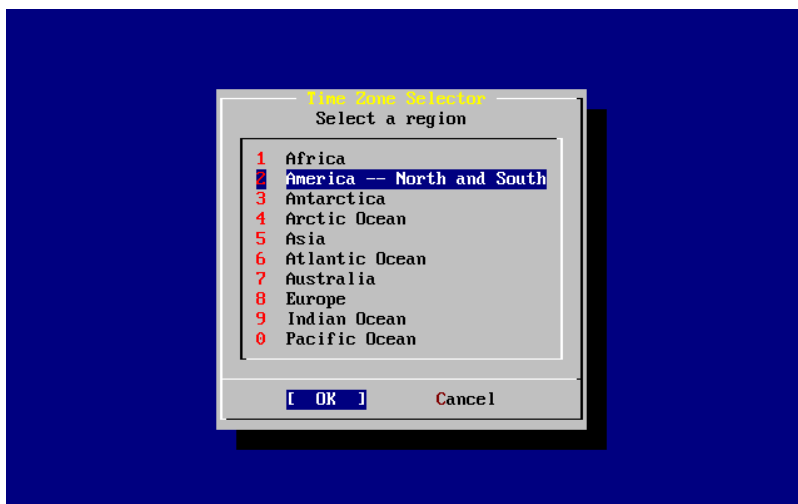 Time Zone Selector
Select a region
1 Africa
2 America -- North and South
3 Antarctica
4 Arctic Ocean
5 Asia
6 Atlantic Ocean
7 Australia
8 Europe
9 Indian Ocean
0 Pacific Ocean
[ OK ] Cancel